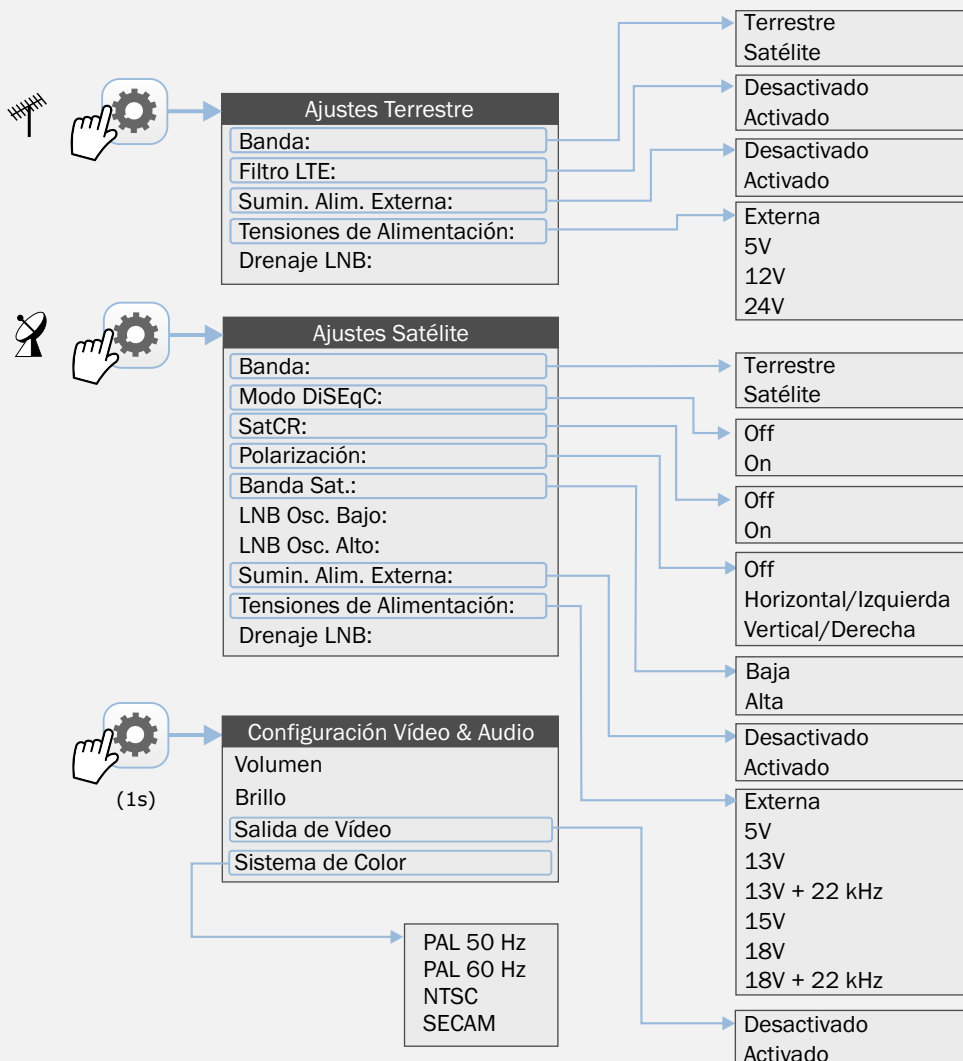 Ajustes Terrestre
Banda:
Filtro LTE:
Sumin. Alim. Externa:
Tensiones de Alimentación:
Drenaje LNB:
Terrestre
Satélite
Desactivado
Activado
Desactivado
Activado
Externa
5V
12V
24V
Ajustes Satélite
Banda:
Modo DiSEqC:
SatCR:
Polarización:
Banda Sat.:
LNB Osc. Bajo:
LNB Osc. Alto:
Sumin. Alim. Externa:
Tensiones de Alimentación:
Drenaje LNB:
Terrestre
Satélite
Off
On
Off
On
Off
Horizontal/Izquierda
Vertical/Derecha
Baja
Alta
Desactivado
Activado
Externa
5V
13V
13V + 22 kHz
15V
18V
18V + 22 kHz
(1s)
Configuración Vídeo & Audio
Volumen
Brillo
Salida de Vídeo
Sistema de Color
PAL 50 Hz
PAL 60 Hz
NTSC
SECAM
Desactivado
Activado